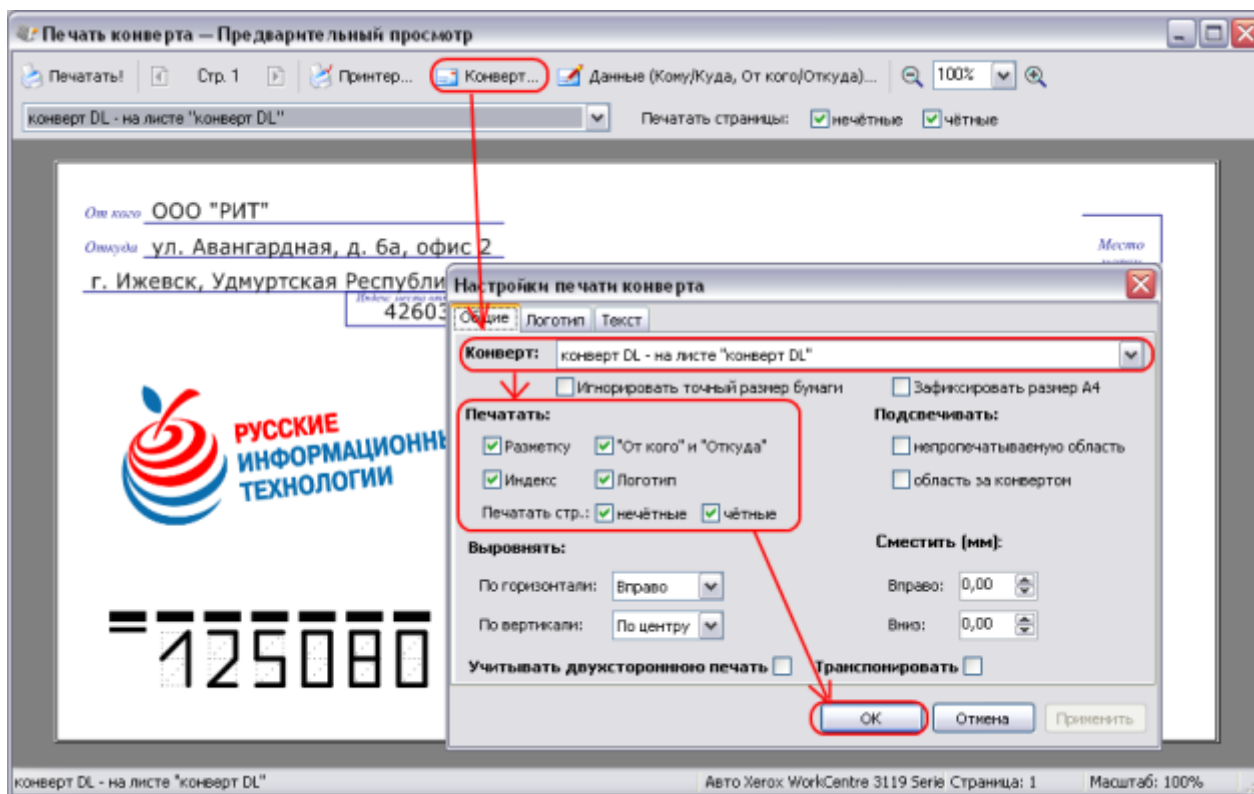 Печать конверта — Предварительный просмотр
Печатать! Стр. 1 Принтер... Конверт... Данные (Кому/Куда, От кого/Откуда)... 100%
конверт DL - на листе "конверт DL" Печатать страницы: нечётные чётные
От кого ООО "РИТ"
Откуда ул. Авангардная, д. 6а, офис 2
г. Ижевск, Удмуртская Республи
Индекс места
42603
Место
РУССКИЕ
ИНФОРМАЦИОННЫ
ТЕХНОЛОГИИ
125080
Настройки печати конверта
Общие Логотип Текст
Конверт: конверт DL - на листе "конверт DL"
Игнорировать точный размер бумаги Зафиксировать размер А4
Печатать: Подсвечивать:
Разметку "От кого" и "Откуда" непропечатываемую область
Индекс Логотип область за конвертом
Печатать стр.: нечётные чётные
Выровнять: Сместить (мм):
По горизонтали: Вправо Вправо: 0,00
По вертикали: По центру Вниз: 0,00
Учитывать двухстороннюю печать Транспонировать
ОК Отмена Применить
конверт DL - на листе "конверт DL" Авто Xerox WorkCentre 3119 Serie Страница: 1 Масштаб: 100%